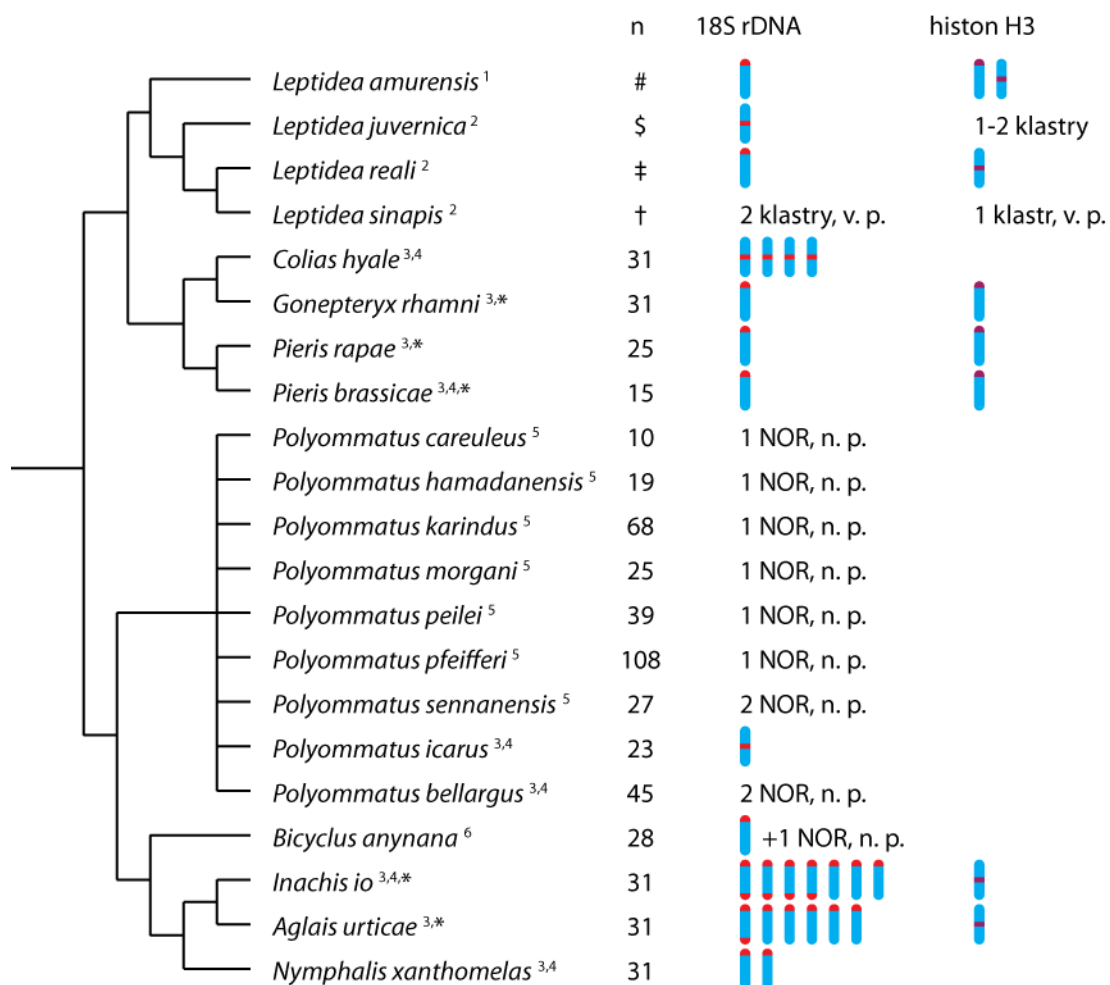 n 18S rDNA histon H3
Leptidea amurensis 1 #
Leptidea juvernica 2 $ 1-2 klastry
Leptidea reali 2 ‡
Leptidea sinapis 2 † 2 klastry, v. p. 1 klastr, v. p.
Colias hyale 3,4 31
Gonepteryx rhamni 3,* 31
Pieris rapae 3,* 25
Pieris brassicae 3,4,* 15
Polyommatus careuleus 5 10 1 NOR, n. p.
Polyommatus hamadanensis 5 19 1 NOR, n. p.
Polyommatus karindus 5 68 1 NOR, n. p.
Polyommatus morgani 5 25 1 NOR, n. p.
Polyommatus peilei 5 39 1 NOR, n. p.
Polyommatus pfeifferi 5 108 1 NOR, n. p.
Polyommatus sennanensis 5 27 2 NOR, n. p.
Polyommatus icarus 3,4 23
Polyommatus bellargus 3,4 45 2 NOR, n. p.
Bicyclus anynana 6 28 +1 NOR, n. p.
Inachis io 3,4,* 31
Aglais urticae 3,* 31
Nymphalis xanthomelas 3,4 31